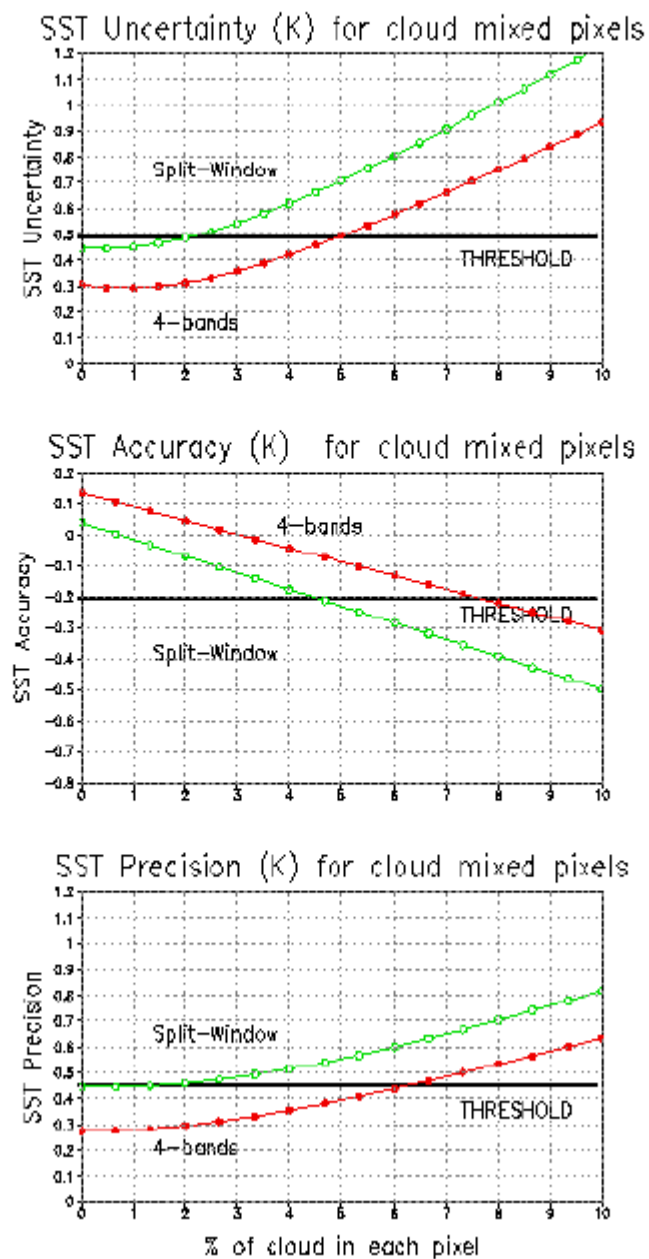 SST Uncertainty (K) for cloud mixed pixels
1.2
1.1
1
0.9
0.8
0.7
0.6
0.5
0.4
0.3
0.2
0.1
0
SST Uncertainty
Split-Window
THRESHOLD
4-bands
0 1 2 3 4 5 6 7 8 9 10
SST Accuracy (K) for cloud mixed pixels
0.2
0.1
0
-0.1
-0.2
-0.3
-0.4
-0.5
-0.6
-0.7
-0.8
SST Accuracy
4-bands
THRESHOLD
Split-Window
0 1 2 3 4 5 6 7 8 9 10
SST Precision (K) for cloud mixed pixels
1.2
1.1
1
0.9
0.8
0.7
0.6
0.5
0.4
0.3
0.2
0.1
0
SST Precision
Split-Window
THRESHOLD
4-bands
0 1 2 3 4 5 6 7 8 9 10
% of cloud in each pixel